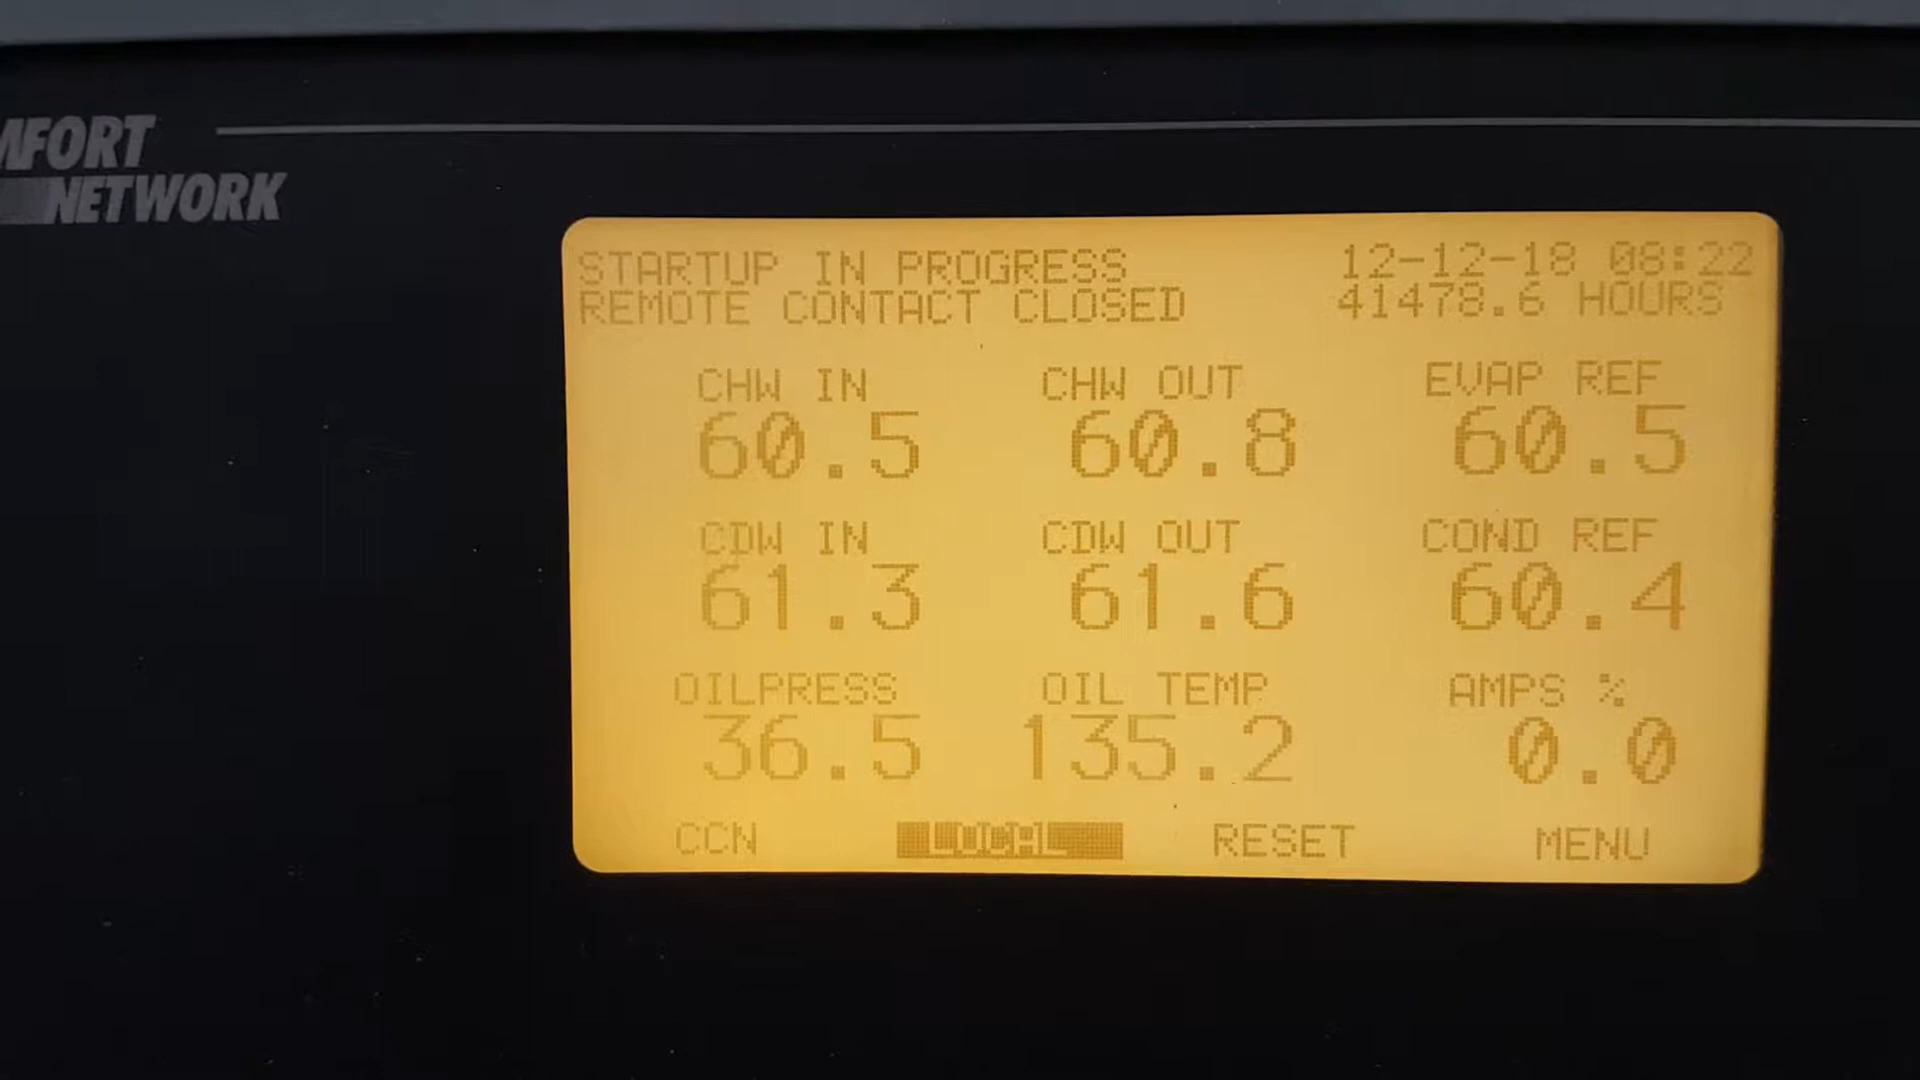 MFORT
NETWORK
STARTUP IN PROGRESS 12-12-18 08:22
REMOTE CONTACT CLOSED 41478.6 HOURS
CHW IN CHW OUT EVAP REF
60.5 60.8 60.5
CDW IN CDW OUT COND REF
61.3 61.6 60.4
OILPRESS OIL TEMP AMPS %
36.5 135.2 0.0
CCN LOCAL RESET MENU